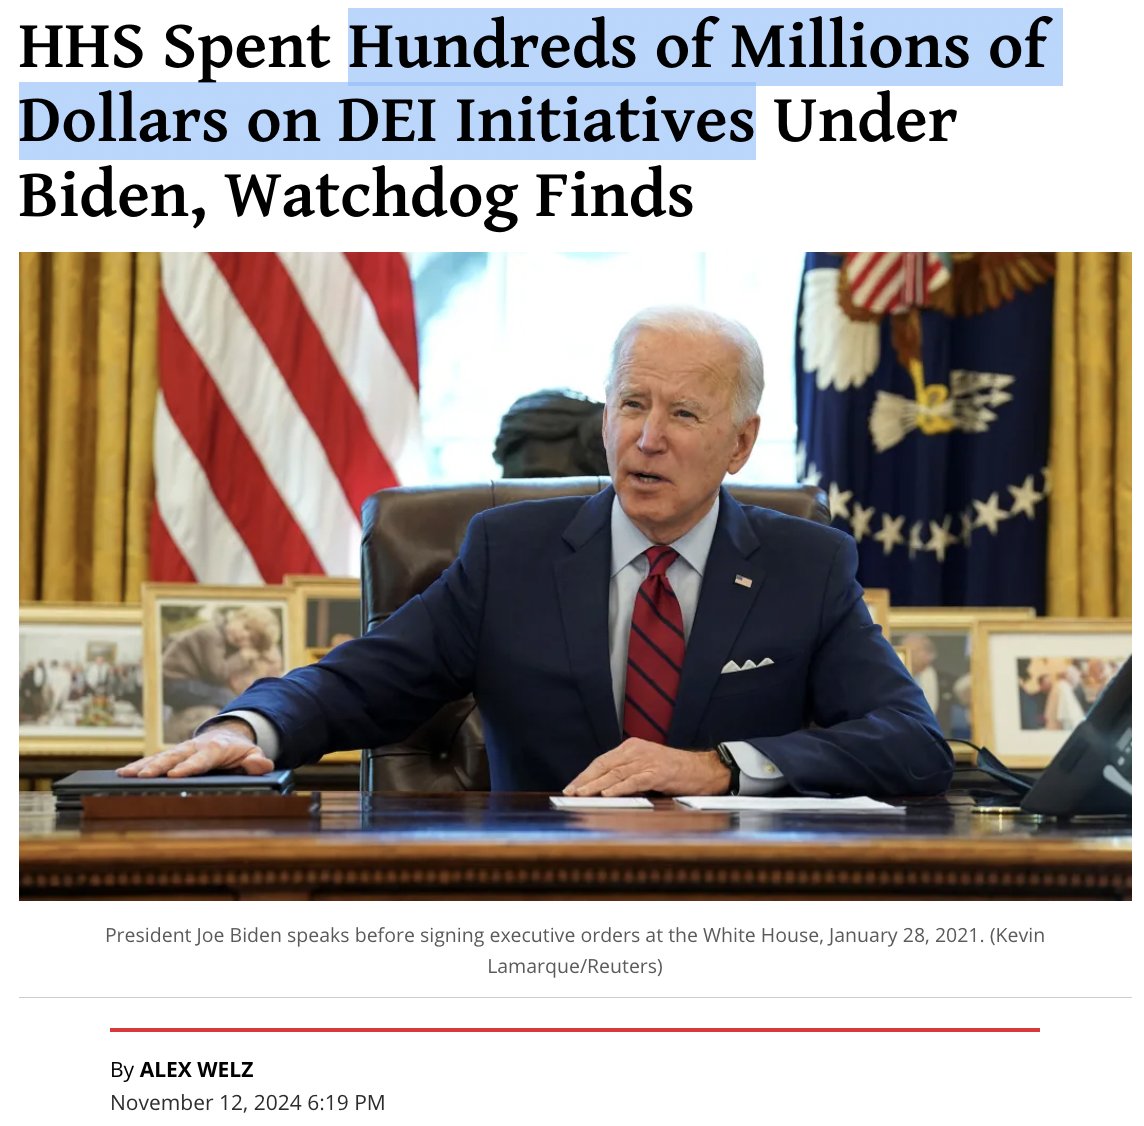 HHS Spent Hundreds of Millions of
Dollars on DEI Initiatives Under
Biden, Watchdog Finds
President Joe Biden speaks before signing executive orders at the White House, January 28, 2021. (Kevin
Lamarque/Reuters)
By ALEX WELZ
November 12, 2024 6:19 PM